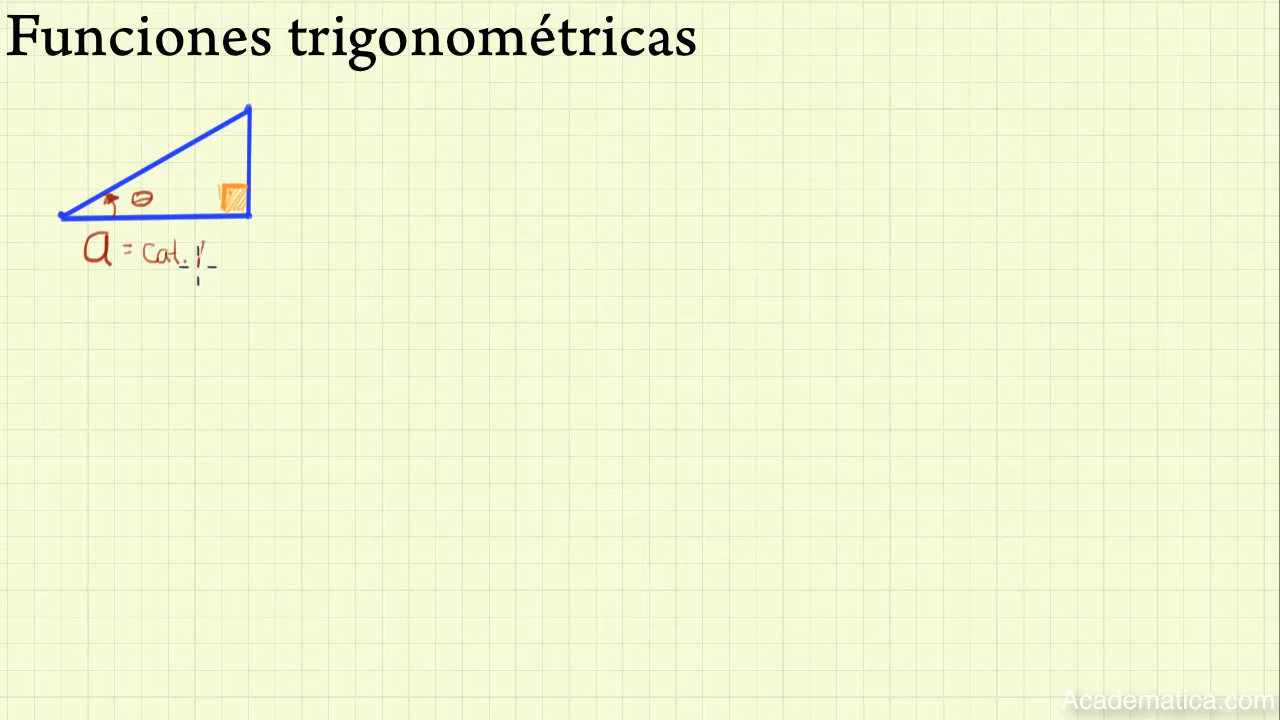 Funciones trigonométricas
θ
a = cat.
Academatica.com